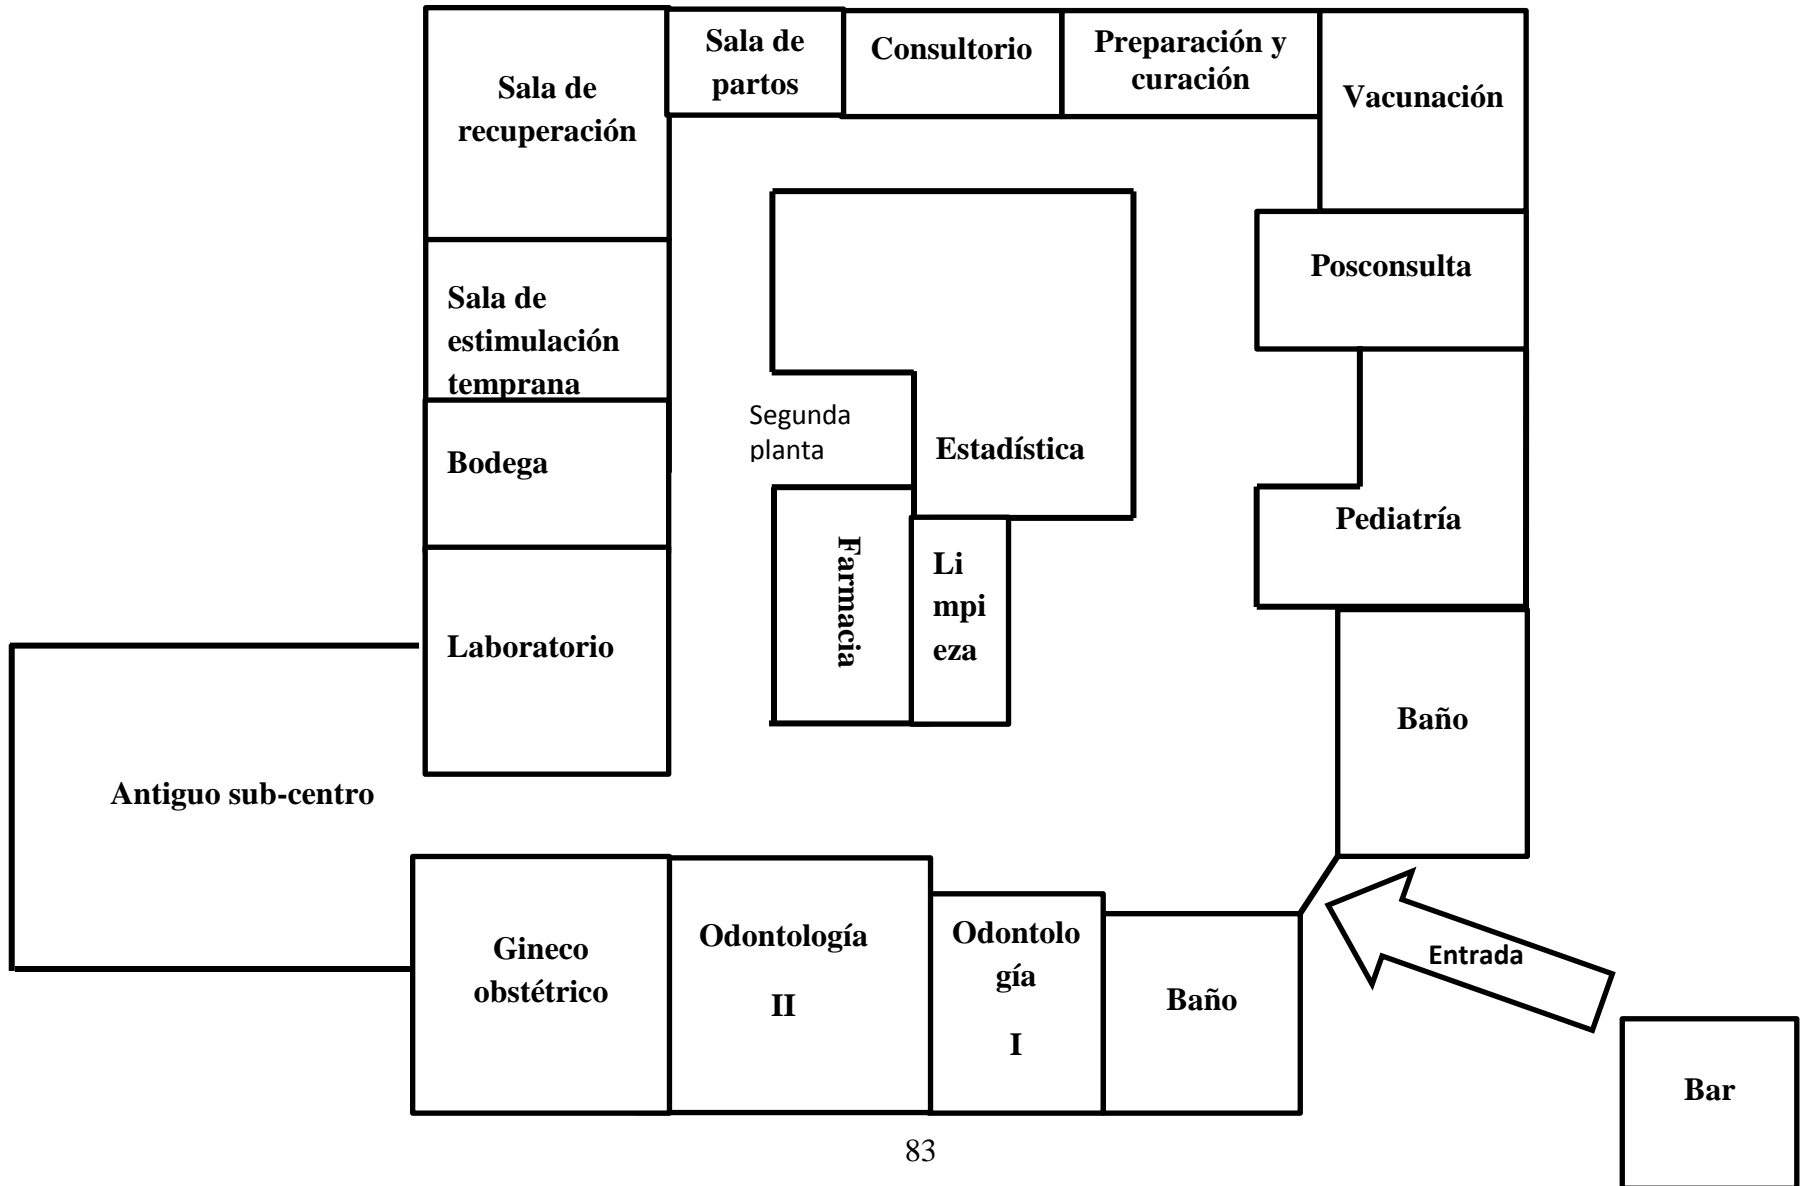 Sala de
recuperación
Sala de
partos
Consultorio
Preparación y
curación
Vacunación
Posconsulta
Sala de
estimulación
temprana
Segunda
planta
Estadística
Bodega
Pediatría
Farmacia
Li
mpi
eza
Laboratorio
Baño
Antiguo sub-centro
Gineco
obstétrico
Odontología
II
Odontolo
gía
I
Baño
Entrada
Bar
83